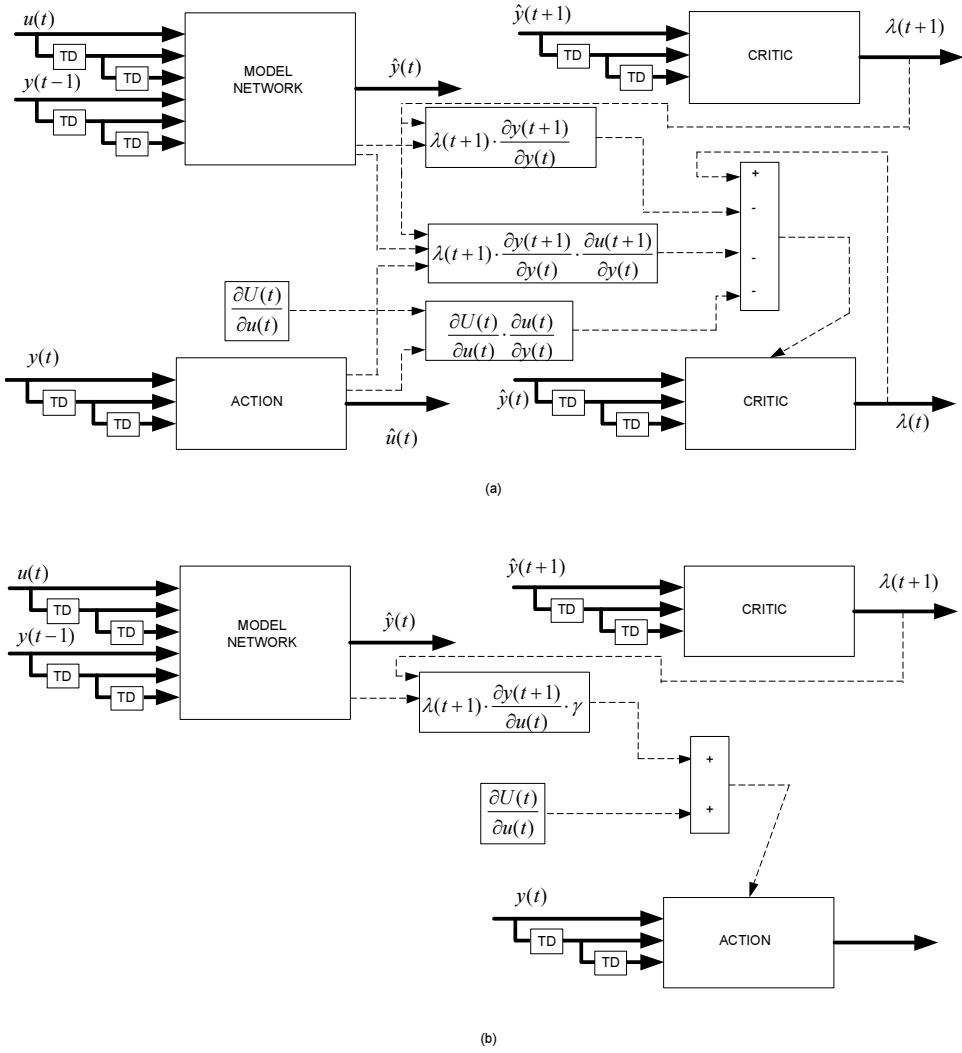 u(t)
TD
TD
y(t−1)
TD
TD
MODEL
NETWORK
ŷ(t)
ŷ(t+1)
TD
TD
CRITIC
λ(t+1)
λ(t+1)·∂y(t+1)/∂y(t)
λ(t+1)·∂y(t+1)/∂y(t)·∂u(t+1)/∂y(t)
+
-
-
-
∂U(t)/∂u(t)
∂U(t)/∂u(t)·∂u(t)/∂y(t)
y(t)
TD
TD
ACTION
û(t)
ŷ(t)
TD
TD
CRITIC
λ(t)
(a)
u(t)
TD
TD
y(t−1)
TD
TD
MODEL
NETWORK
ŷ(t)
ŷ(t+1)
TD
TD
CRITIC
λ(t+1)
λ(t+1)·∂y(t+1)/∂u(t)·γ
+
+
∂U(t)/∂u(t)
y(t)
TD
TD
ACTION
(b)